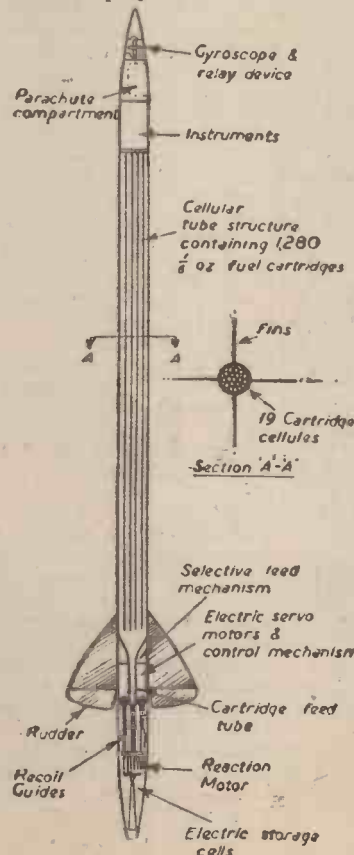 Gyroscope &
relay device
Parachute
compartment
Instruments
Cellular
tube structure
containing 1,280
1/6 oz fuel cartridges
A A
Fins
19 Cartridge
cellules
Section 'A'-'A'
Selective feed
mechanism
Electric servo
motors &
control mechanism
Cartridge feed
tube
Rudder
Recoil
Guides
Reaction
Motor
Electric storage
cells